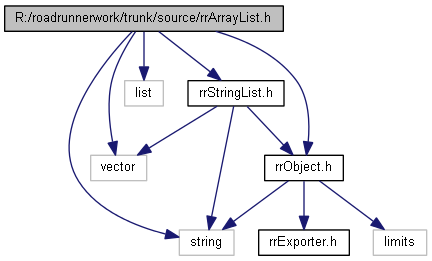 R:/roadrunnerwork/trunk/source/rrArrayList.h
list
rrStringList.h
vector
rrObject.h
string
rrExporter.h
limits